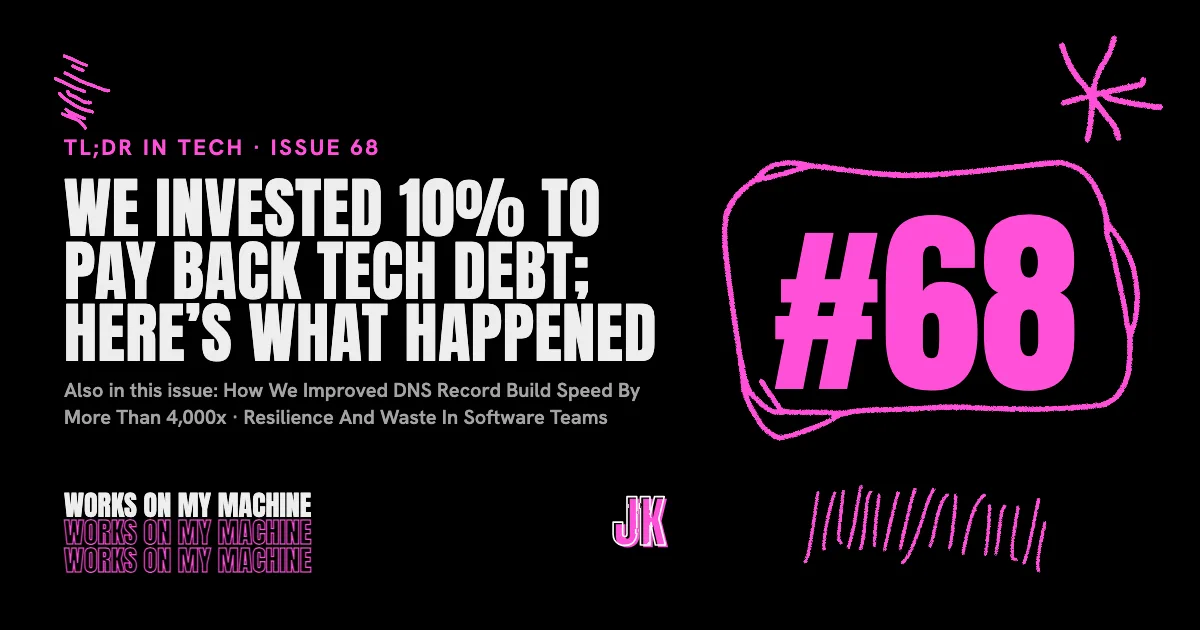 TL;DR IN TECH · ISSUE 68
WE INVESTED 10% TO
PAY BACK TECH DEBT;
HERE’S WHAT HAPPENED
Also in this issue: How We Improved DNS Record Build Speed By
More Than 4,000x · Resilience And Waste In Software Teams
#68
WORKS ON MY MACHINE
WORKS ON MY MACHINE
WORKS ON MY MACHINE
JK